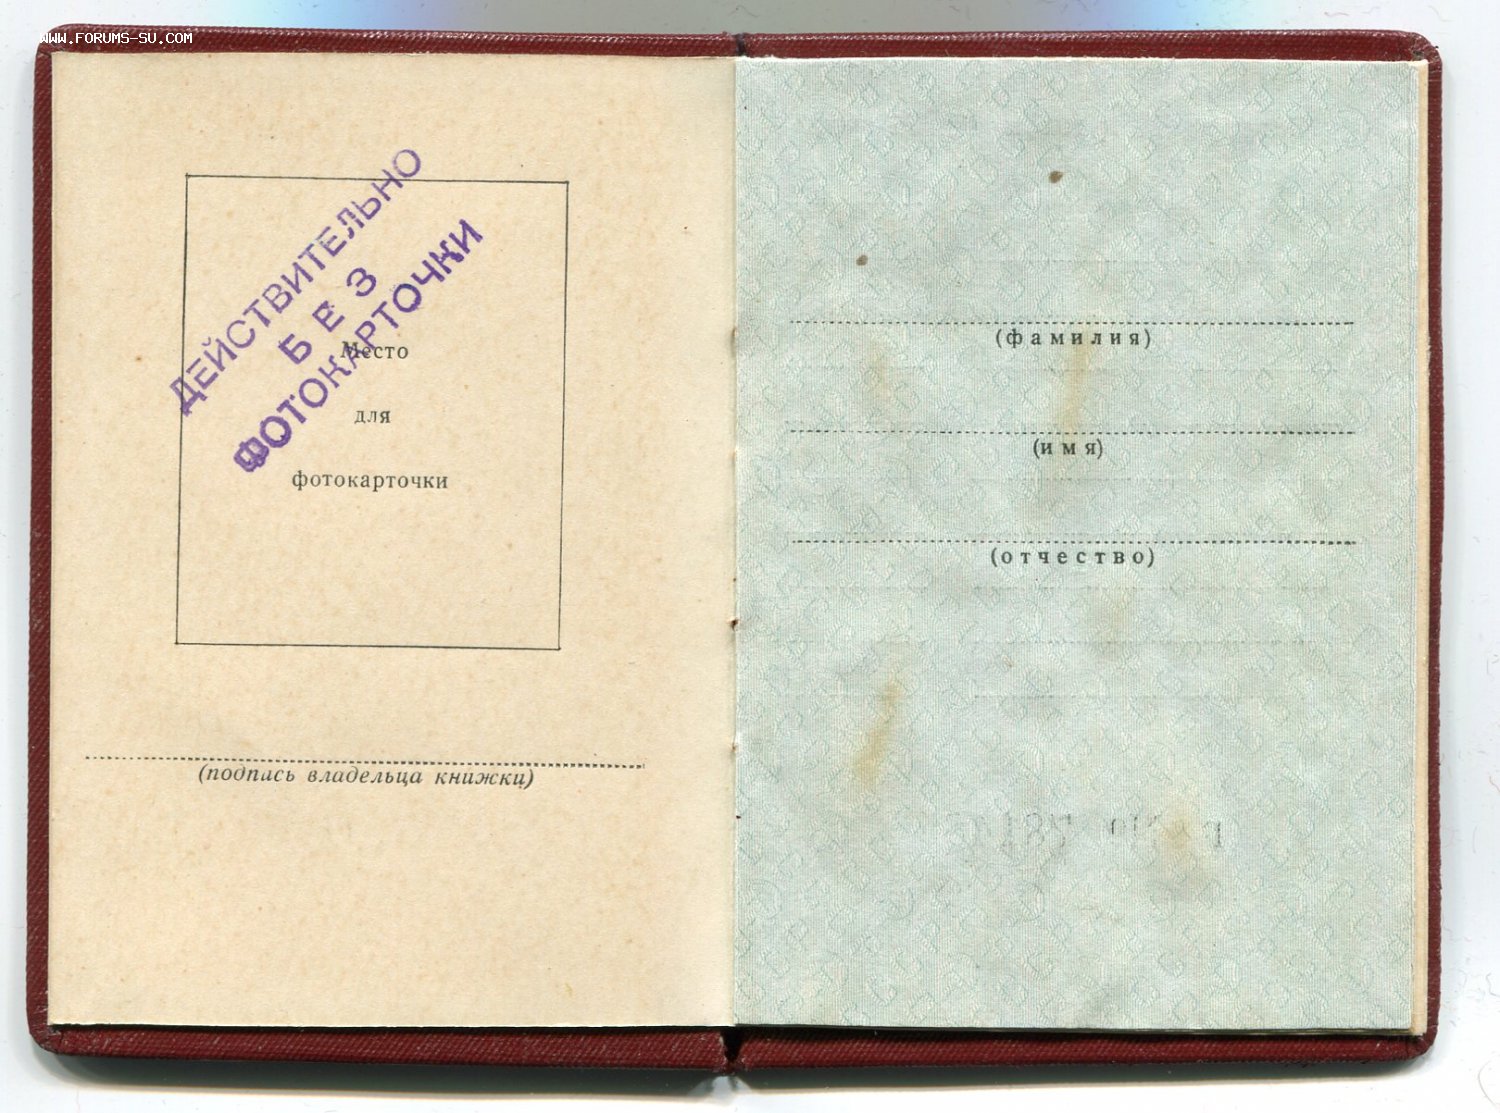 WWW.FORUMS-SU.COM
ДЕЙСТВИТЕЛЬНО
БЕЗ
ФОТОКАРТОЧКИ
Место
для
фотокарточки
(подпись владельца книжки)
(фамилия)
(имя)
(отчество)